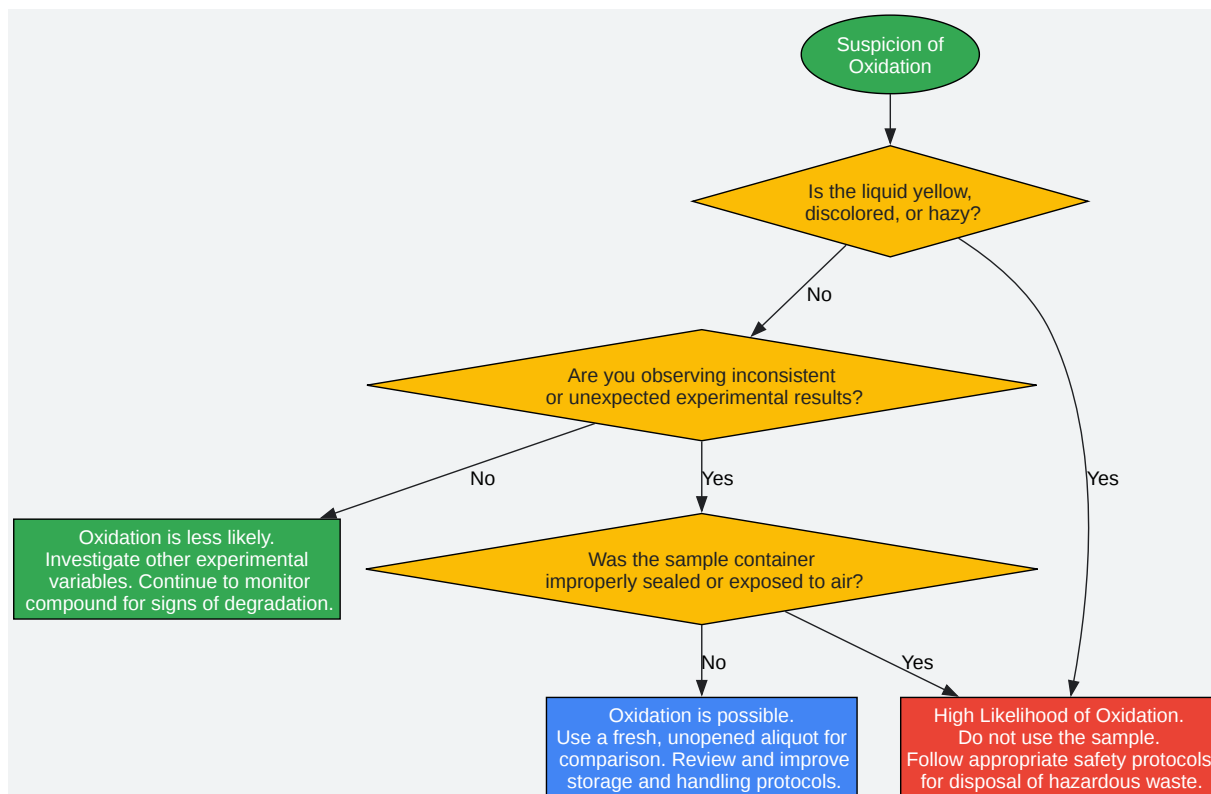 Suspicion of
Oxidation
Is the liquid yellow,
discolored, or hazy?
No
Are you observing inconsistent
or unexpected experimental results?
No
Yes
Yes
Oxidation is less likely.
Investigate other experimental
variables. Continue to monitor
compound for signs of degradation.
Was the sample container
improperly sealed or exposed to air?
No
Yes
Oxidation is possible.
Use a fresh, unopened aliquot for
comparison. Review and improve
storage and handling protocols.
High Likelihood of Oxidation.
Do not use the sample.
Follow appropriate safety protocols
for disposal of hazardous waste.